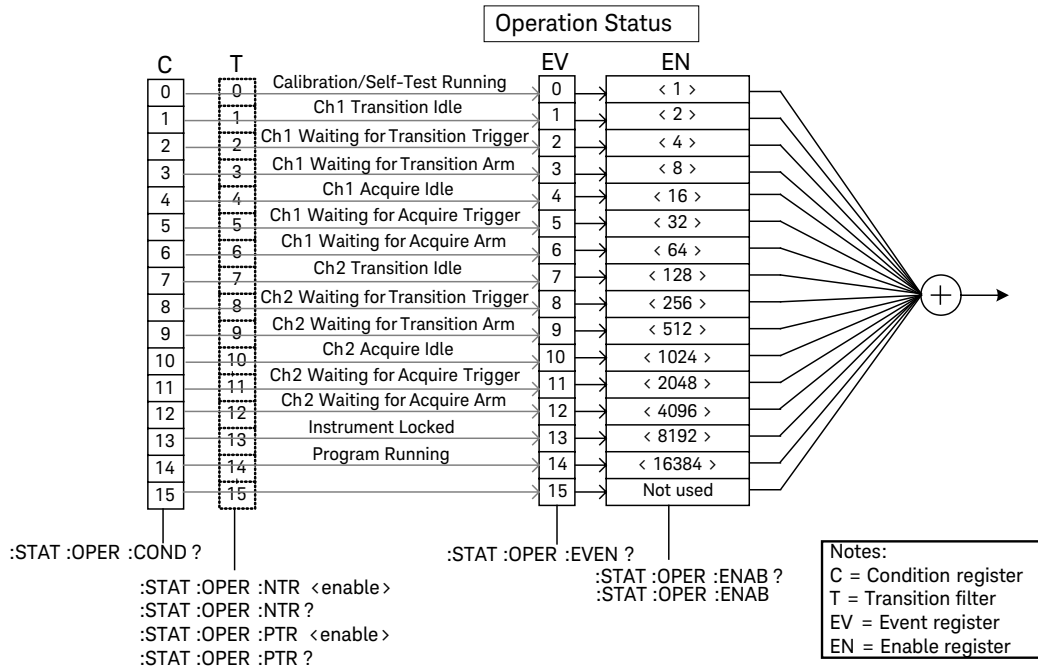 Operation Status
C T EV EN
0 0 Calibration/Self-Test Running 0 < 1 >
1 1 Ch1 Transition Idle 1 < 2 >
2 2 Ch1 Waiting for Transition Trigger 2 < 4 >
3 3 Ch1 Waiting for Transition Arm 3 < 8 >
4 4 Ch1 Acquire Idle 4 < 16 >
5 5 Ch1 Waiting for Acquire Trigger 5 < 32 >
6 6 Ch1 Waiting for Acquire Arm 6 < 64 >
7 7 Ch2 Transition Idle 7 < 128 >
8 8 Ch2 Waiting for Transition Trigger 8 < 256 >
9 9 Ch2 Waiting for Transition Arm 9 < 512 >
10 10 Ch2 Acquire Idle 10 < 1024 >
11 11 Ch2 Waiting for Acquire Trigger 11 < 2048 >
12 12 Ch2 Waiting for Acquire Arm 12 < 4096 >
13 13 Instrument Locked 13 < 8192 >
14 14 Program Running 14 < 16384 >
15 15 15 Not used
+
:STAT :OPER :COND ?
:STAT :OPER :NTR <enable>
:STAT :OPER :NTR ?
:STAT :OPER :PTR <enable>
:STAT :OPER :PTR ?
:STAT :OPER :EVEN ?
:STAT :OPER :ENAB ?
:STAT :OPER :ENAB
Notes:
C = Condition register
T = Transition filter
EV = Event register
EN = Enable register